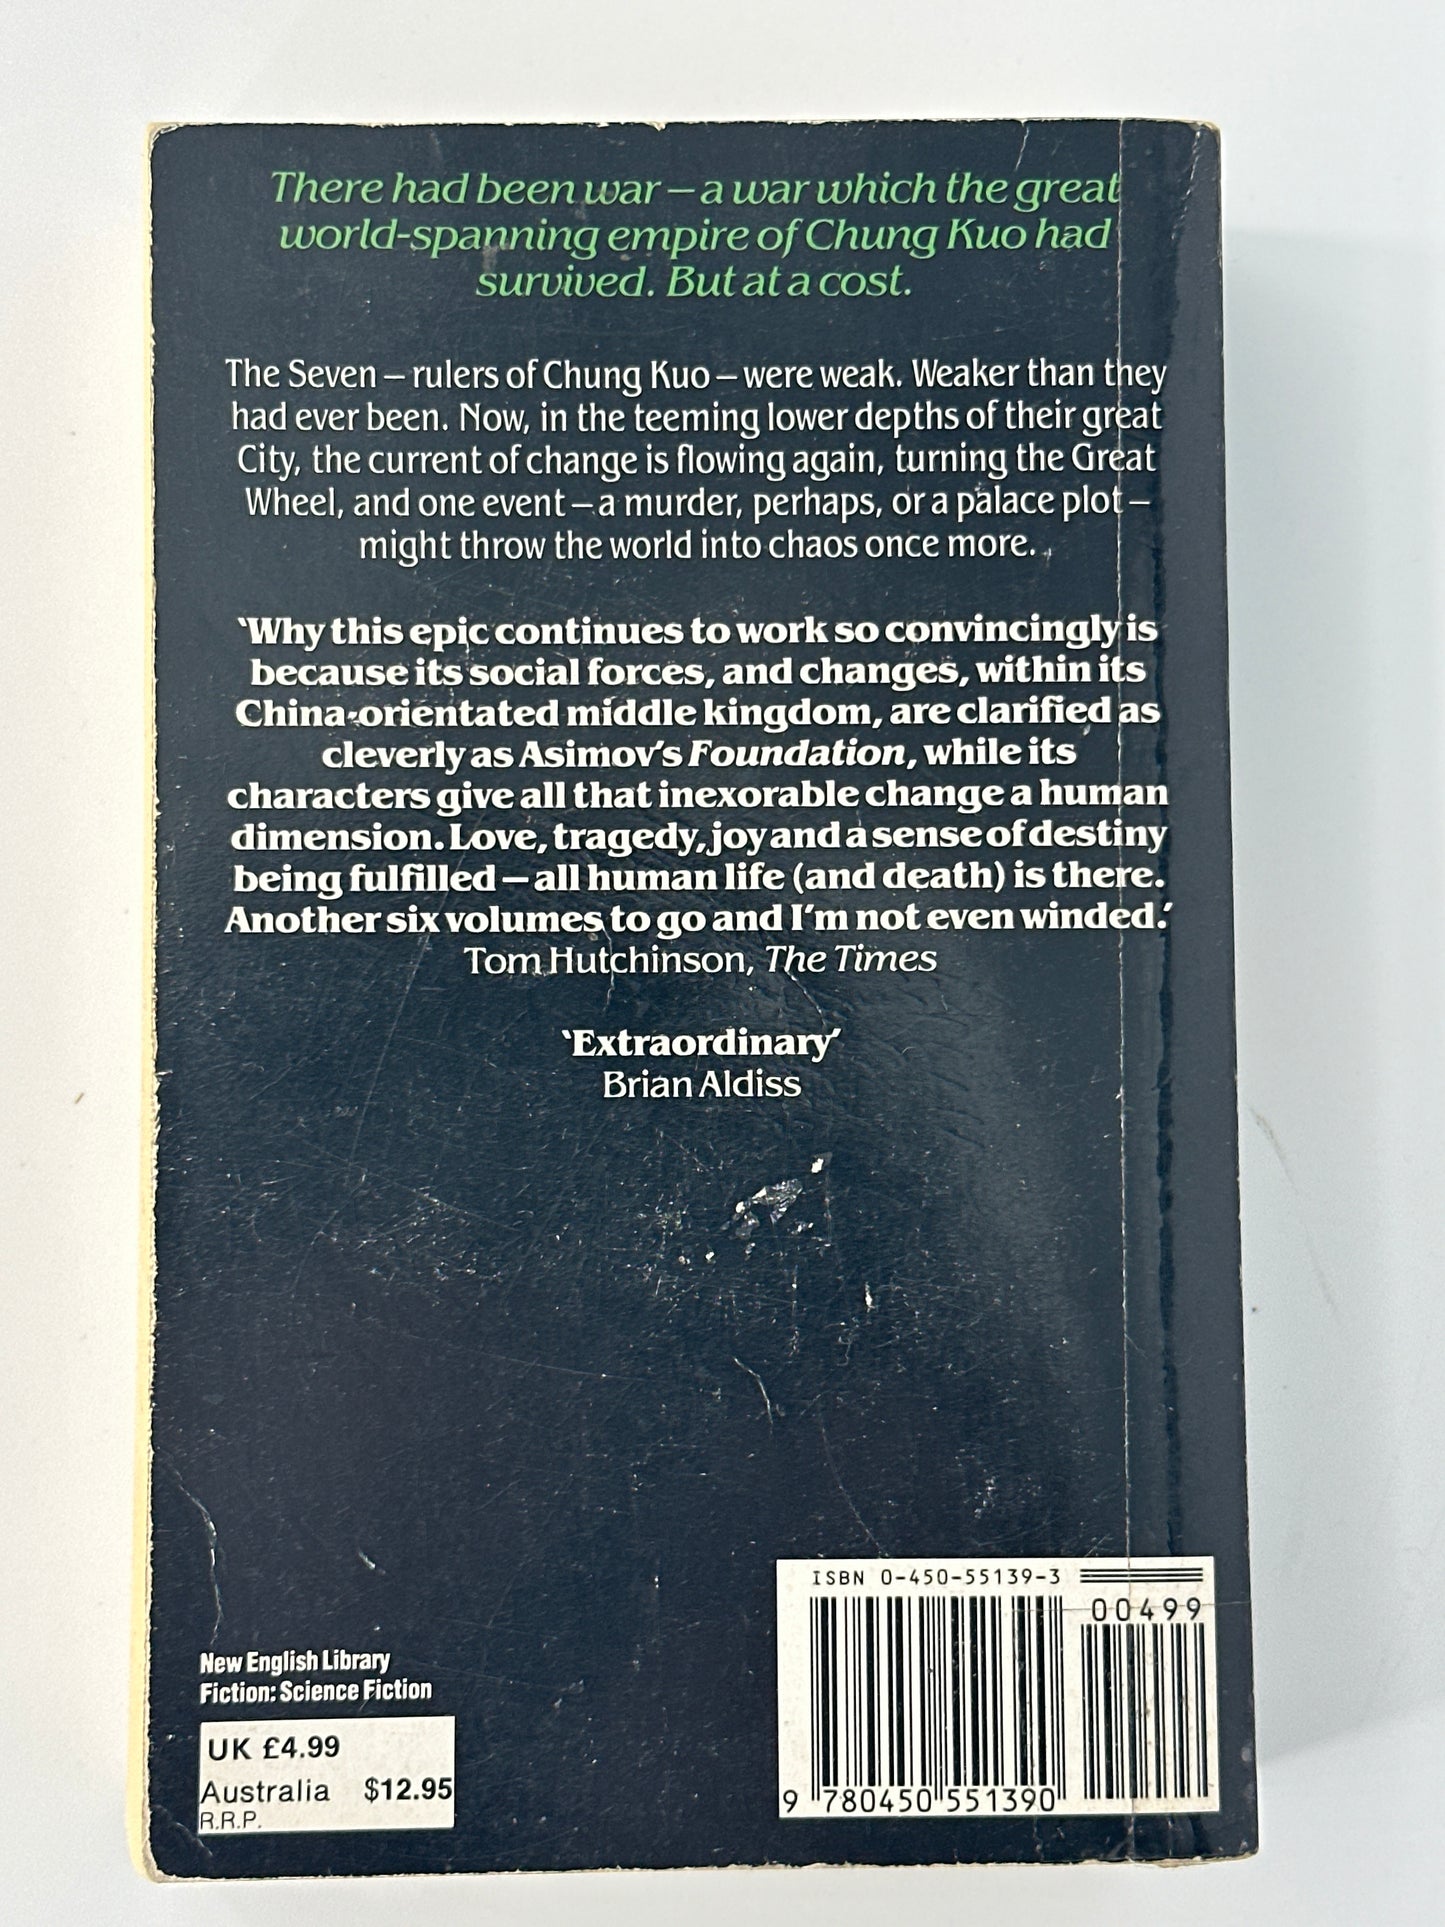 There had been war – a war which the great
world-spanning empire of Chung Kuo had
survived. But at a cost.
The Seven – rulers of Chung Kuo – were weak. Weaker than they
had ever been. Now, in the teeming lower depths of their great
City, the current of change is flowing again, turning the Great
Wheel, and one event – a murder, perhaps, or a palace plot –
might throw the world into chaos once more.
‘Why this epic continues to work so convincingly is
because its social forces, and changes, within its
China-orientated middle kingdom, are clarified as
cleverly as Asimov’s Foundation, while its
characters give all that inexorable change a human
dimension. Love, tragedy, joy and a sense of destiny
being fulfilled – all human life (and death) is there.
Another six volumes to go and I’m not even winded.’
Tom Hutchinson, The Times
‘Extraordinary’
Brian Aldiss
New English Library
Fiction: Science Fiction
UK £4.99
Australia $12.95
R.R.P.
ISBN 0-450-55139-3
00499
9 780450 551390